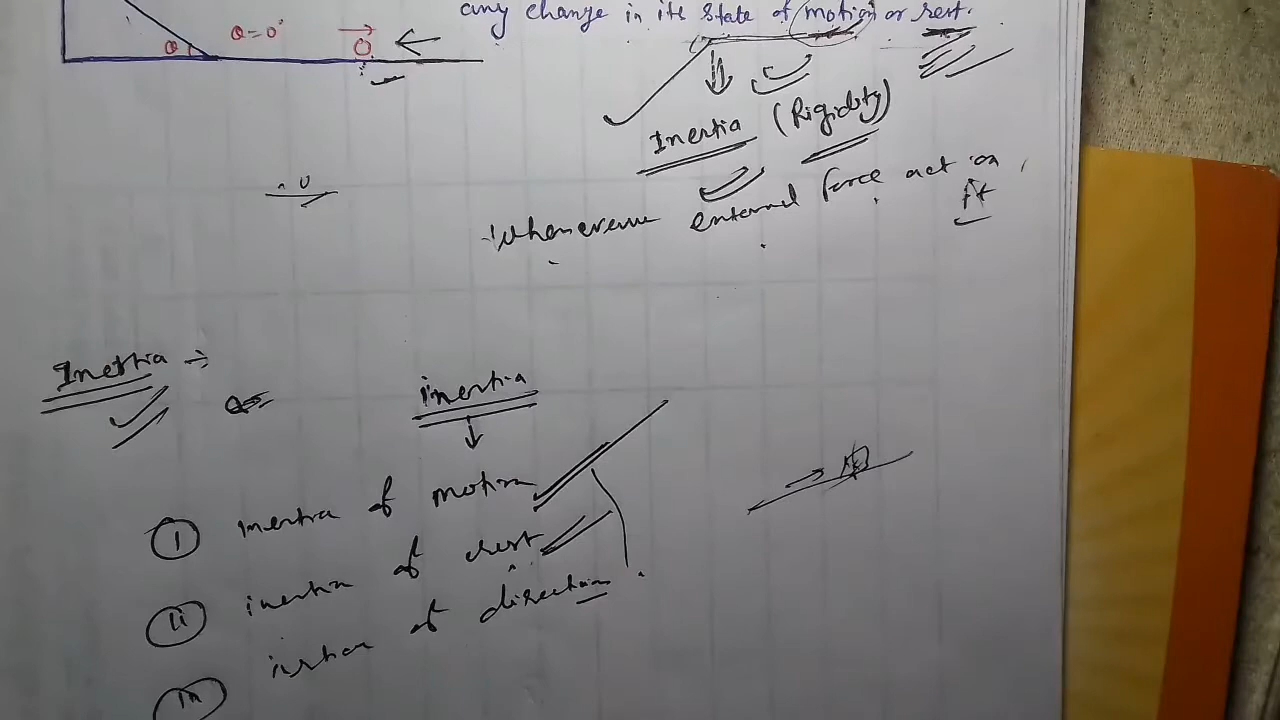 any change in its state of motion or rest.
θ θ=0° O
Inertia (Rigidity)
Whenevere external force act on
it
Inertia ÷
inertia
I inertia of motion
II inertia of rest
III inertia of direction